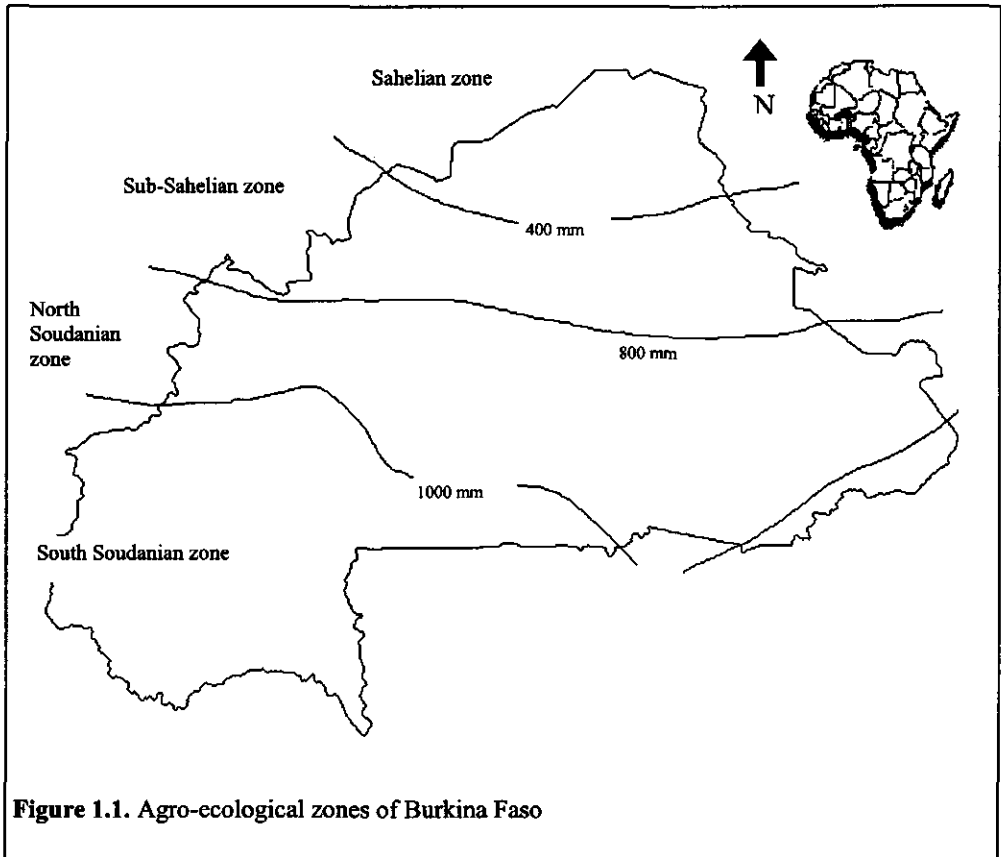 Sahelian zone
N
Sub-Sahelian zone
400 mm
North
Soudanian
zone
800 mm
1000 mm
South Soudanian zone
Figure 1.1. Agro-ecological zones of Burkina Faso